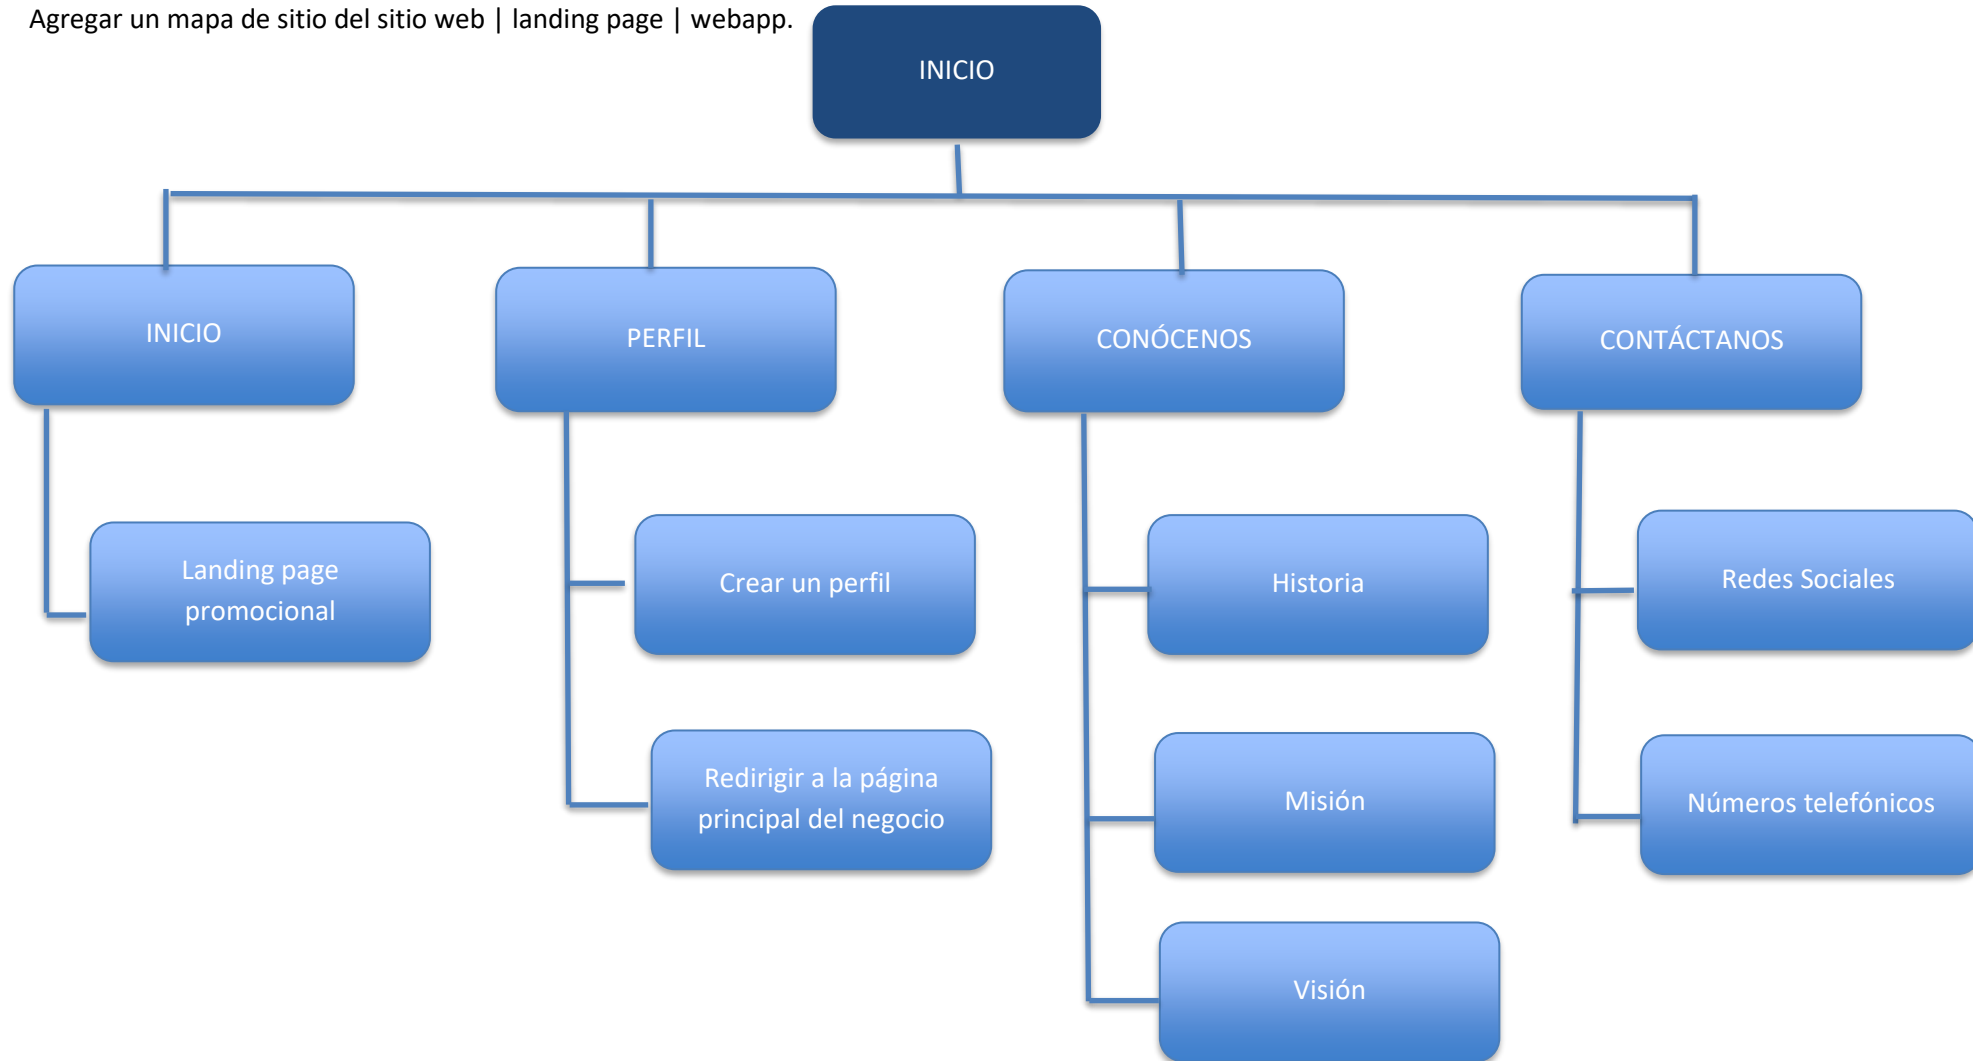 Agregar un mapa de sitio del sitio web | landing page | webapp.
INICIO
INICIO
PERFIL
CONÓCENOS
CONTÁCTANOS
Landing page
promocional
Crear un perfil
Historia
Redes Sociales
Redirigir a la página
principal del negocio
Misión
Números telefónicos
Visión